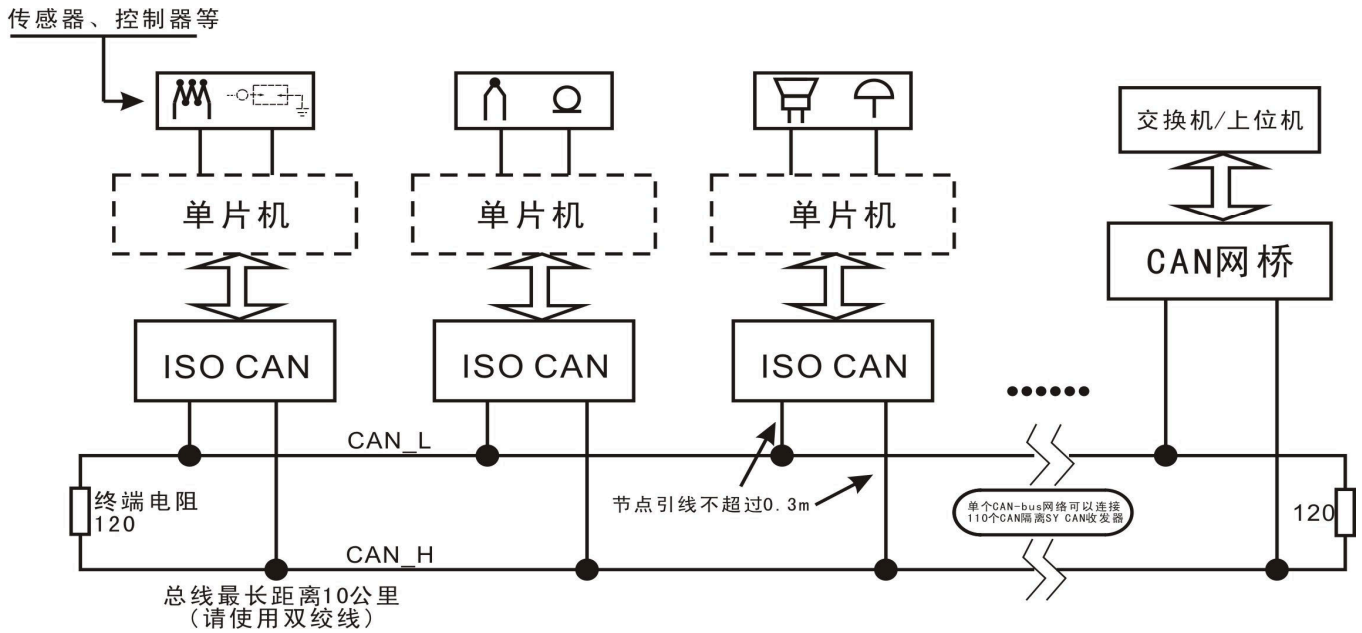 传感器、控制器等
交换机/上位机
单片机
单片机
单片机
CAN网桥
ISO CAN
ISO CAN
ISO CAN
CAN_L
终端电阻
120
节点引线不超过0.3m
单个CAN-bus网络可以连接
110个CAN隔离SY CAN收发器
120
CAN_H
总线最长距离10公里
(请使用双绞线)